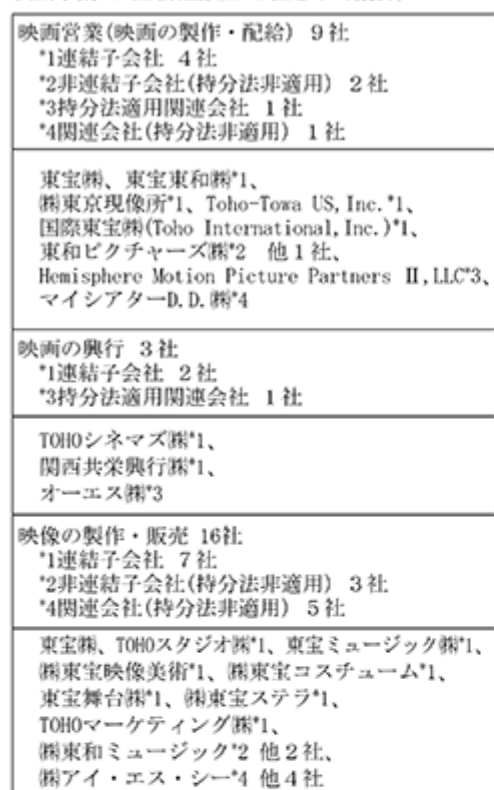 映画営業(映画の製作・配給) 9社
*1連結子会社 4社
*2非連結子会社(持分法非適用) 2社
*3持分法適用関連会社 1社
*4関連会社(持分法非適用) 1社
東宝㈱、東宝東和㈱*1、
㈱東京現像所*1、Toho-Towa US,Inc.*1、
国際東宝㈱(Toho International,Inc.)*1、
東和ピクチャーズ㈱*2 他1社、
Hemisphere Motion Picture Partners Ⅱ,LLC*3、
マイシアターD.D.㈱*4
映画の興行 3社
*1連結子会社 2社
*3持分法適用関連会社 1社
TOHOシネマズ㈱*1、
関西共栄興行㈱*1、
オーエス㈱*3
映像の製作・販売 16社
*1連結子会社 7社
*2非連結子会社(持分法非適用) 3社
*4関連会社(持分法非適用) 5社
東宝㈱、TOHOスタジオ㈱*1、東宝ミュージック㈱*1、
㈱東宝映像美術*1、㈱東宝コスチューム*1、
東宝舞台㈱*1、㈱東宝ステラ*1、
TOHOマーケティング㈱*1、
㈱東和ミュージック*2 他2社、
㈱アイ・エス・シー*4 他4社